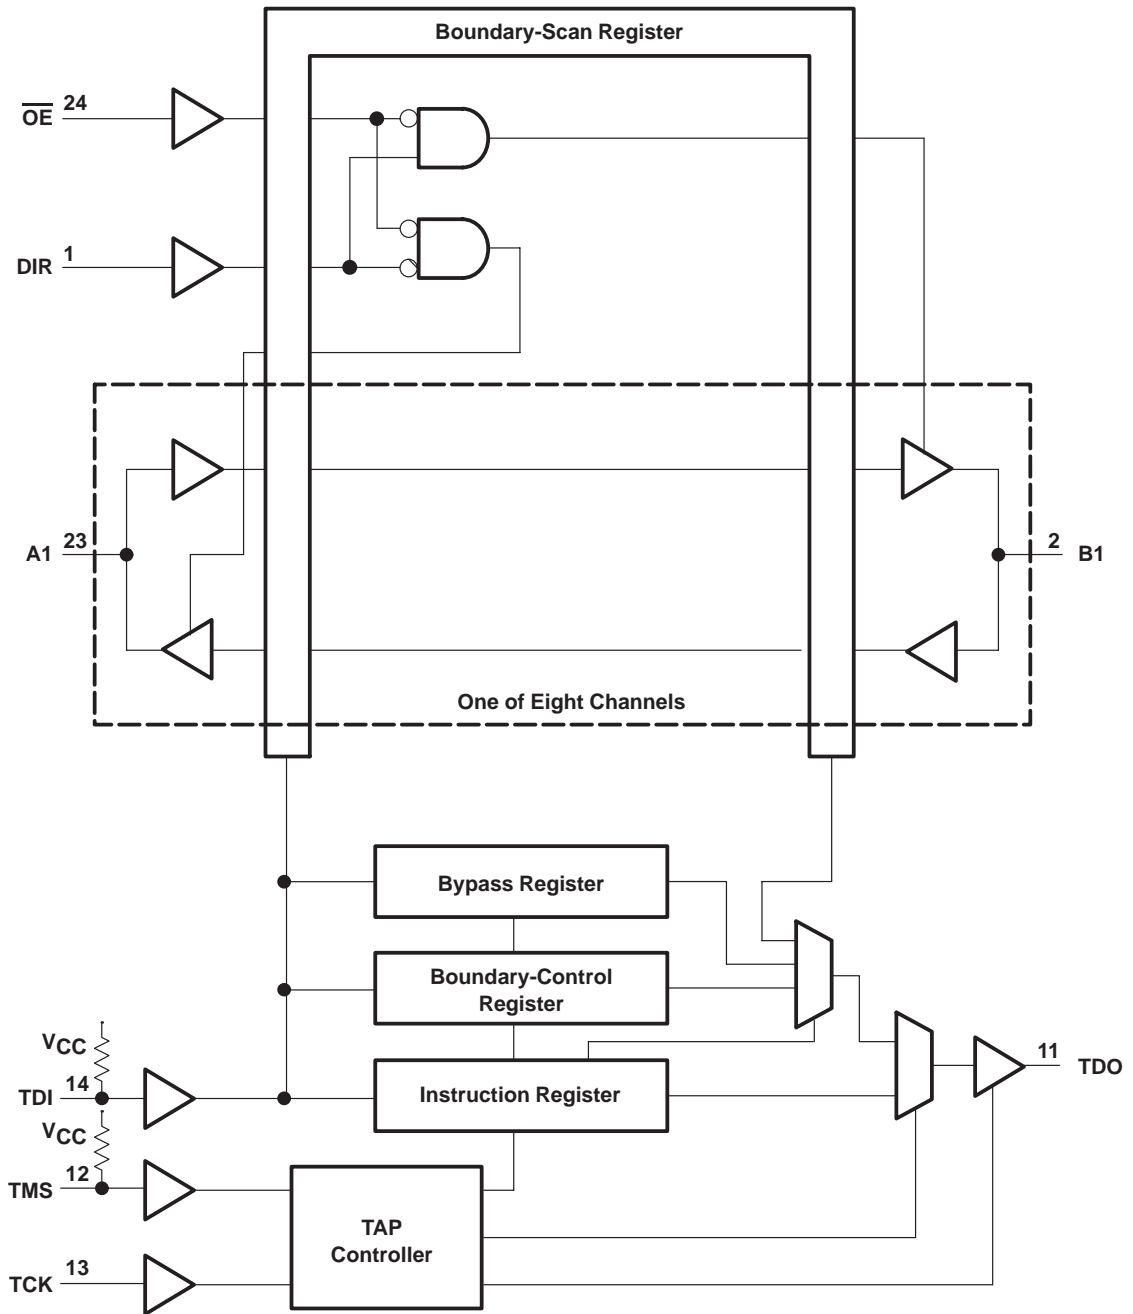 Boundary-Scan Register
OE 24
DIR 1
A1 23
2 B1
One of Eight Channels
Bypass Register
Boundary-Control
Register
VCC
TDI 14
Instruction Register
11 TDO
VCC
TMS 12
TAP
Controller
TCK 13